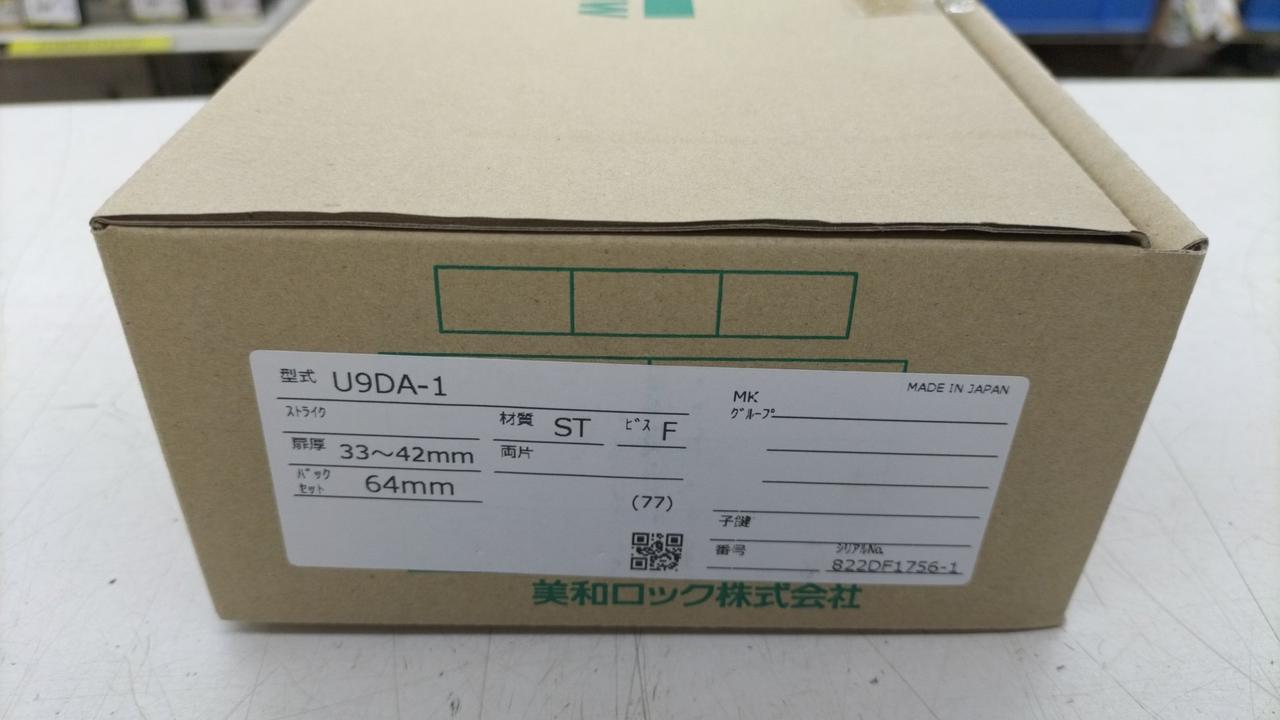 W
型式 U9DA-1
MADE IN JAPAN
ストライク
材質 ST
ビス F
MK
グループ
扉厚 33～42mm
両片
バックセット 64mm
(77)
子鍵
番号
シリアルNo. 822DF1756-1
美和ロック株式会社